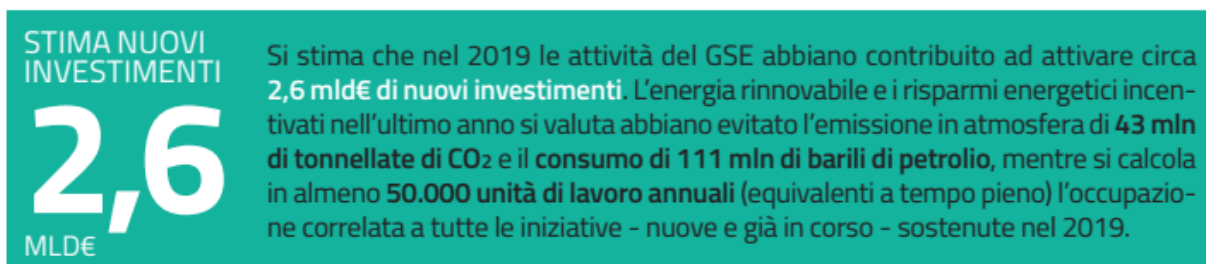 STIMA NUOVI
INVESTIMENTI
2,6
MLD€
Si stima che nel 2019 le attività del GSE abbiano contribuito ad attivare circa
2,6 mld€ di nuovi investimenti. L'energia rinnovabile e i risparmi energetici incen-
tivati nell'ultimo anno si valuta abbiano evitato l'emissione in atmosfera di 43 mln
di tonnellate di CO2 e il consumo di 111 mln di barili di petrolio, mentre si calcola
in almeno 50.000 unità di lavoro annuali (equivalenti a tempo pieno) l'occupazio-
ne correlata a tutte le iniziative - nuove e già in corso - sostenute nel 2019.